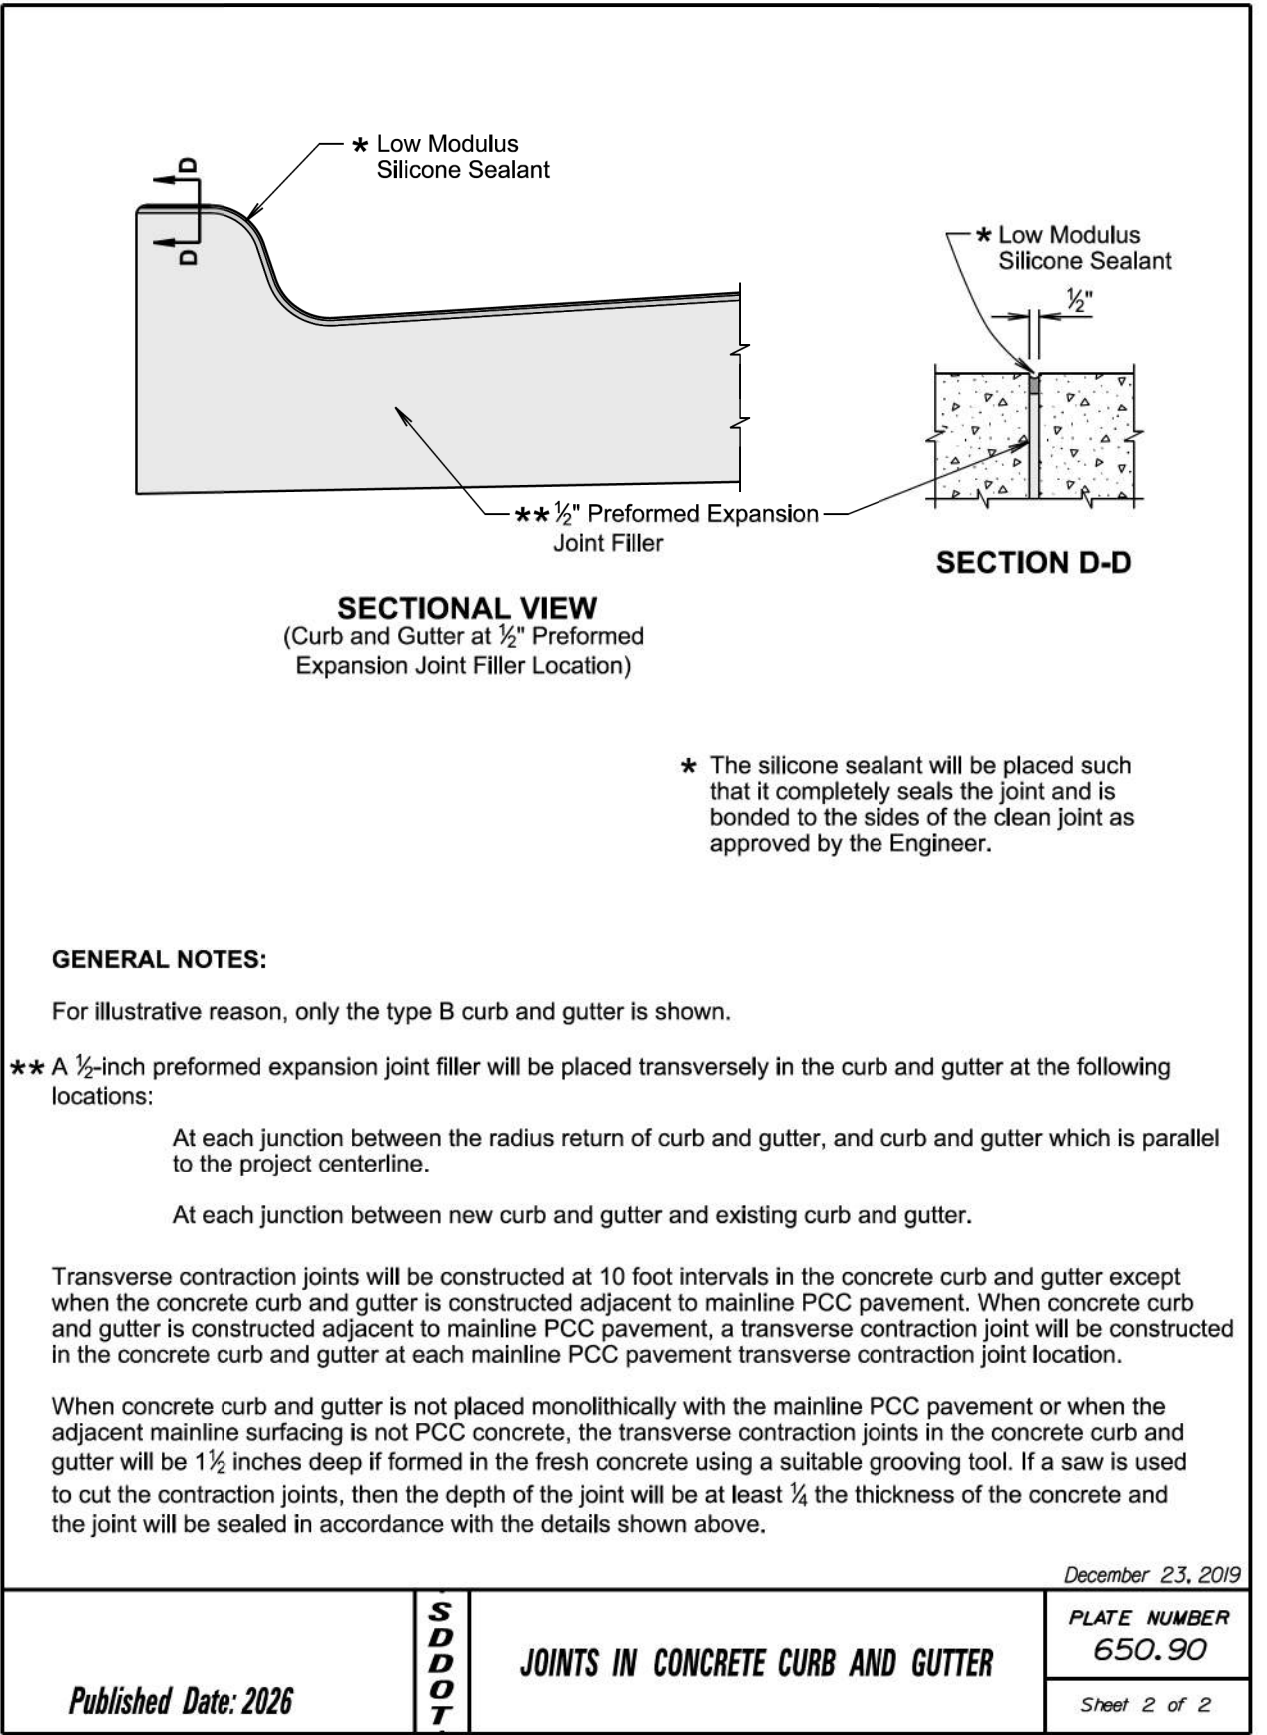 * Low Modulus
Silicone Sealant
D
D
* Low Modulus
Silicone Sealant
½"
** ½" Preformed Expansion
Joint Filler
SECTION D-D
SECTIONAL VIEW
(Curb and Gutter at ½" Preformed
Expansion Joint Filler Location)
* The silicone sealant will be placed such
that it completely seals the joint and is
bonded to the sides of the clean joint as
approved by the Engineer.
GENERAL NOTES:
For illustrative reason, only the type B curb and gutter is shown.
** A ½-inch preformed expansion joint filler will be placed transversely in the curb and gutter at the following
locations:
At each junction between the radius return of curb and gutter, and curb and gutter which is parallel
to the project centerline.
At each junction between new curb and gutter and existing curb and gutter.
Transverse contraction joints will be constructed at 10 foot intervals in the concrete curb and gutter except
when the concrete curb and gutter is constructed adjacent to mainline PCC pavement. When concrete curb
and gutter is constructed adjacent to mainline PCC pavement, a transverse contraction joint will be constructed
in the concrete curb and gutter at each mainline PCC pavement transverse contraction joint location.
When concrete curb and gutter is not placed monolithically with the mainline PCC pavement or when the
adjacent mainline surfacing is not PCC concrete, the transverse contraction joints in the concrete curb and
gutter will be 1½ inches deep if formed in the fresh concrete using a suitable grooving tool. If a saw is used
to cut the contraction joints, then the depth of the joint will be at least ¼ the thickness of the concrete and
the joint will be sealed in accordance with the details shown above.
December 23, 2019
Published Date: 2026
SDDOT
JOINTS IN CONCRETE CURB AND GUTTER
PLATE NUMBER
650.90
Sheet 2 of 2